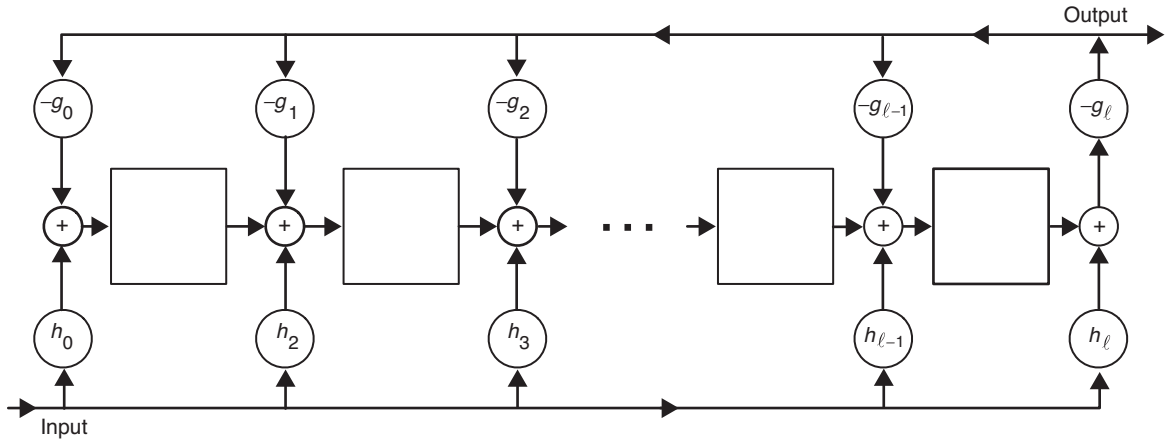 Output
−g₀ −g₁ −g₂ −gℓ₋₁ −gℓ
+ + + ... + +
h₀ h₂ h₃ hℓ₋₁ hℓ
Input